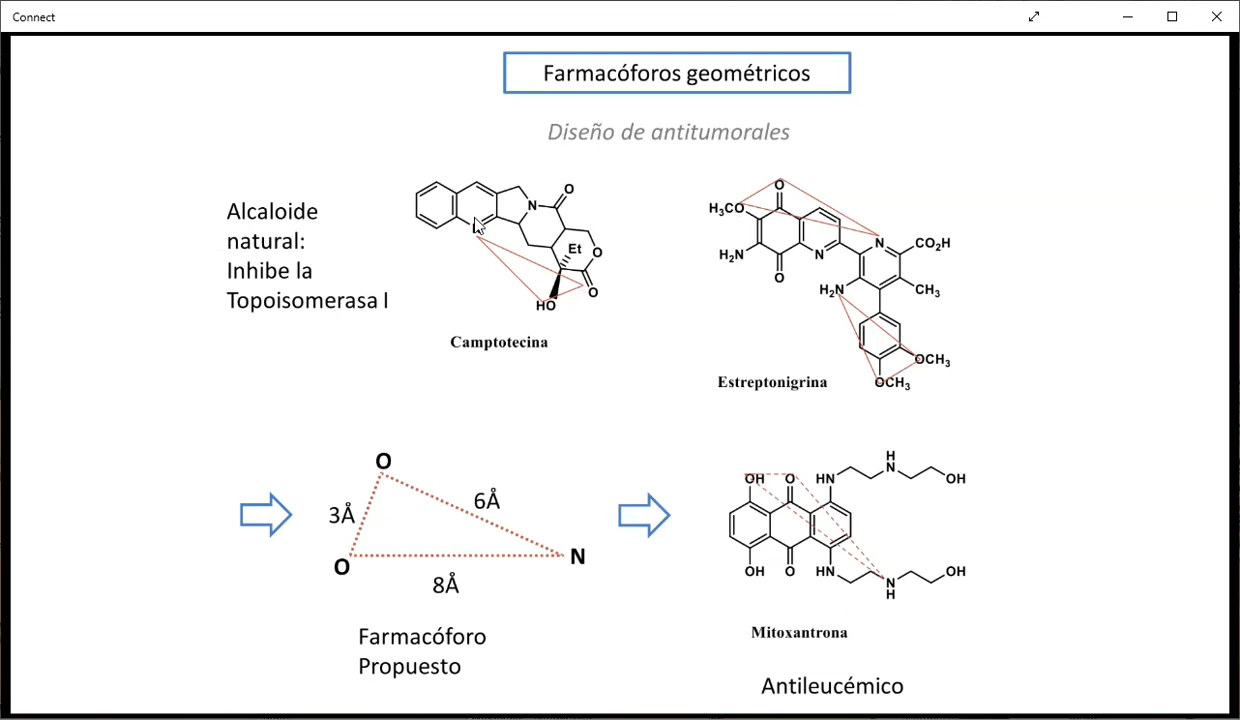 Connect
Farmacóforos geométricos
Diseño de antitumorales
Alcaloide
natural:
Inhibe la
Topoisomerasa I
N
O
O
O
Et
HO
Camptotecina
O
H₃CO
H₂N
O
N
N
CO₂H
H₂N
CH₃
OCH₃
OCH₃
Estreptonigrina
O
3Å
6Å
O
N
8Å
Farmacóforo
Propuesto
OH
O
HN
H
N
OH
OH
O
HN
N
H
OH
Mitoxantrona
Antileucémico